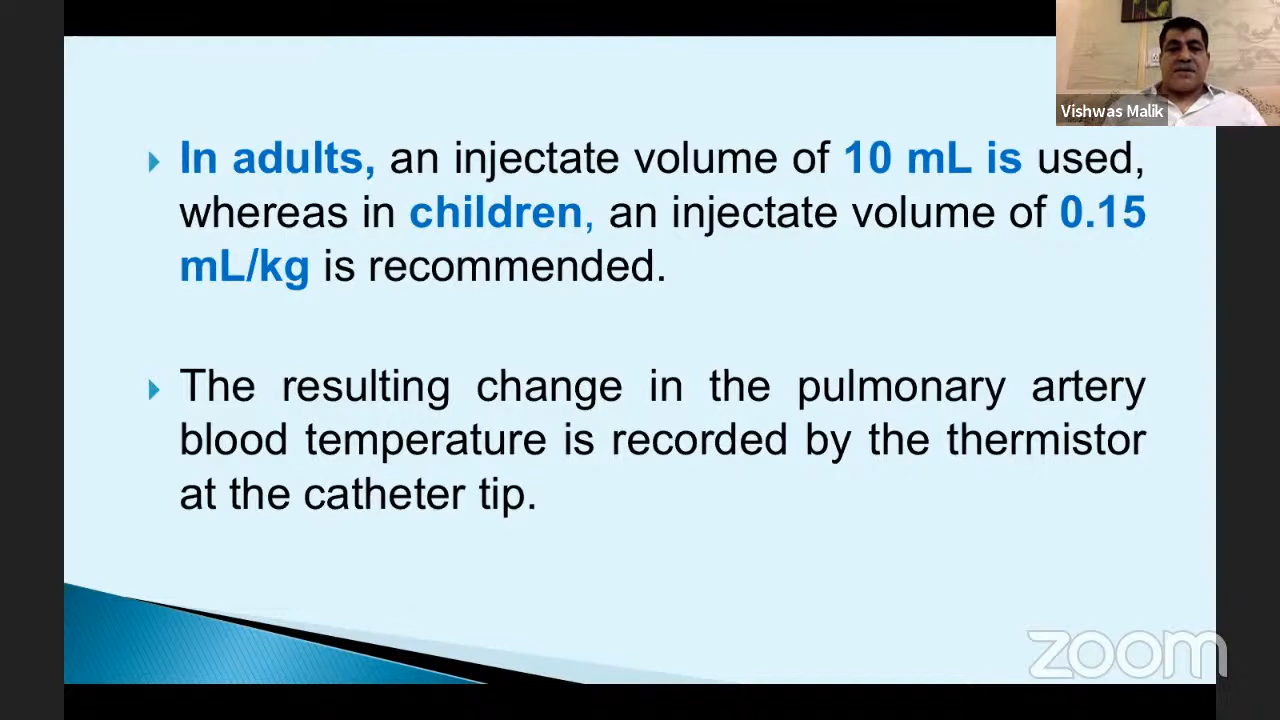 Vishwas Malik
In adults, an injectate volume of 10 mL is used,
whereas in children, an injectate volume of 0.15
mL/kg is recommended.
The resulting change in the pulmonary artery
blood temperature is recorded by the thermistor
at the catheter tip.
zoom